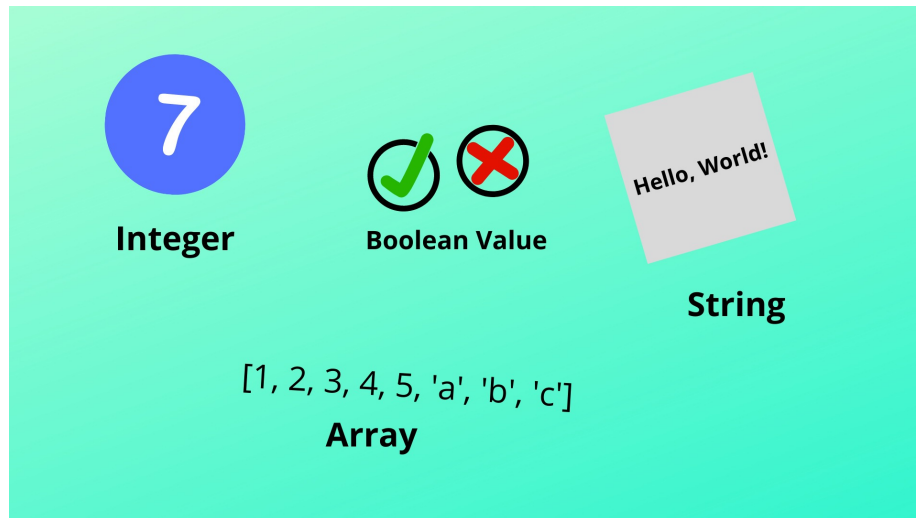 7
Integer
Boolean Value
Hello, World!
String
[1, 2, 3, 4, 5, 'a', 'b', 'c']
Array